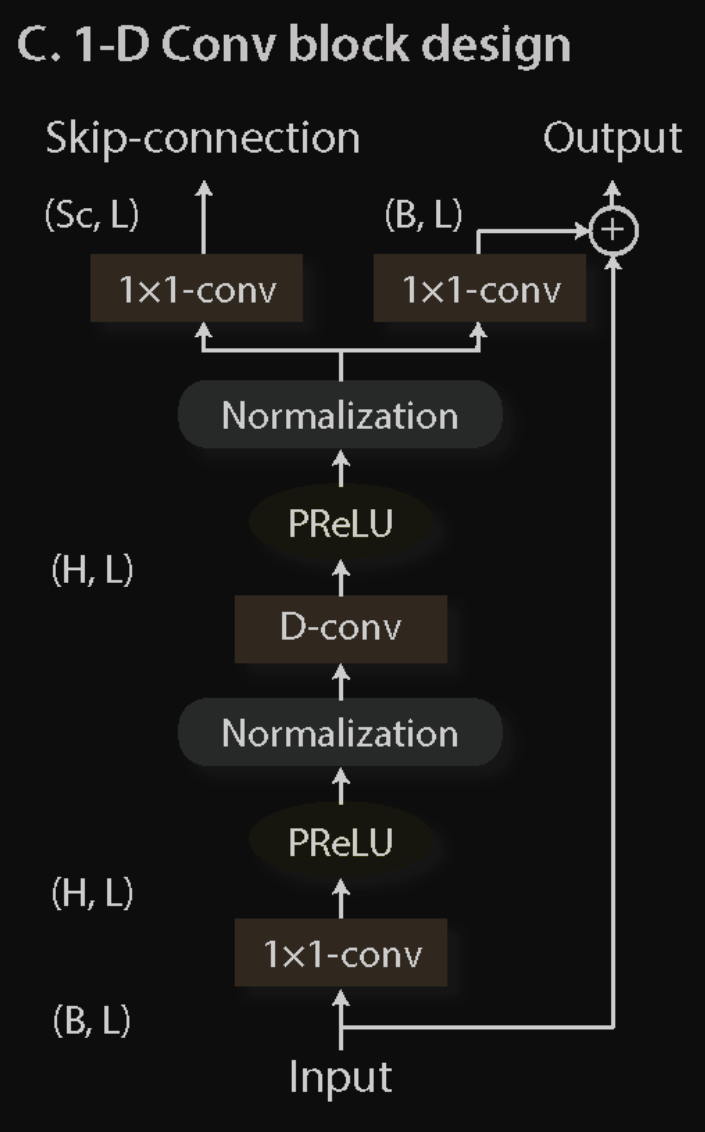 C. 1-D Conv block design
Skip-connection
Output
(Sc, L)
(B, L)
+
1×1-conv
1×1-conv
Normalization
PReLU
(H, L)
D-conv
Normalization
PReLU
(H, L)
1×1-conv
(B, L)
Input